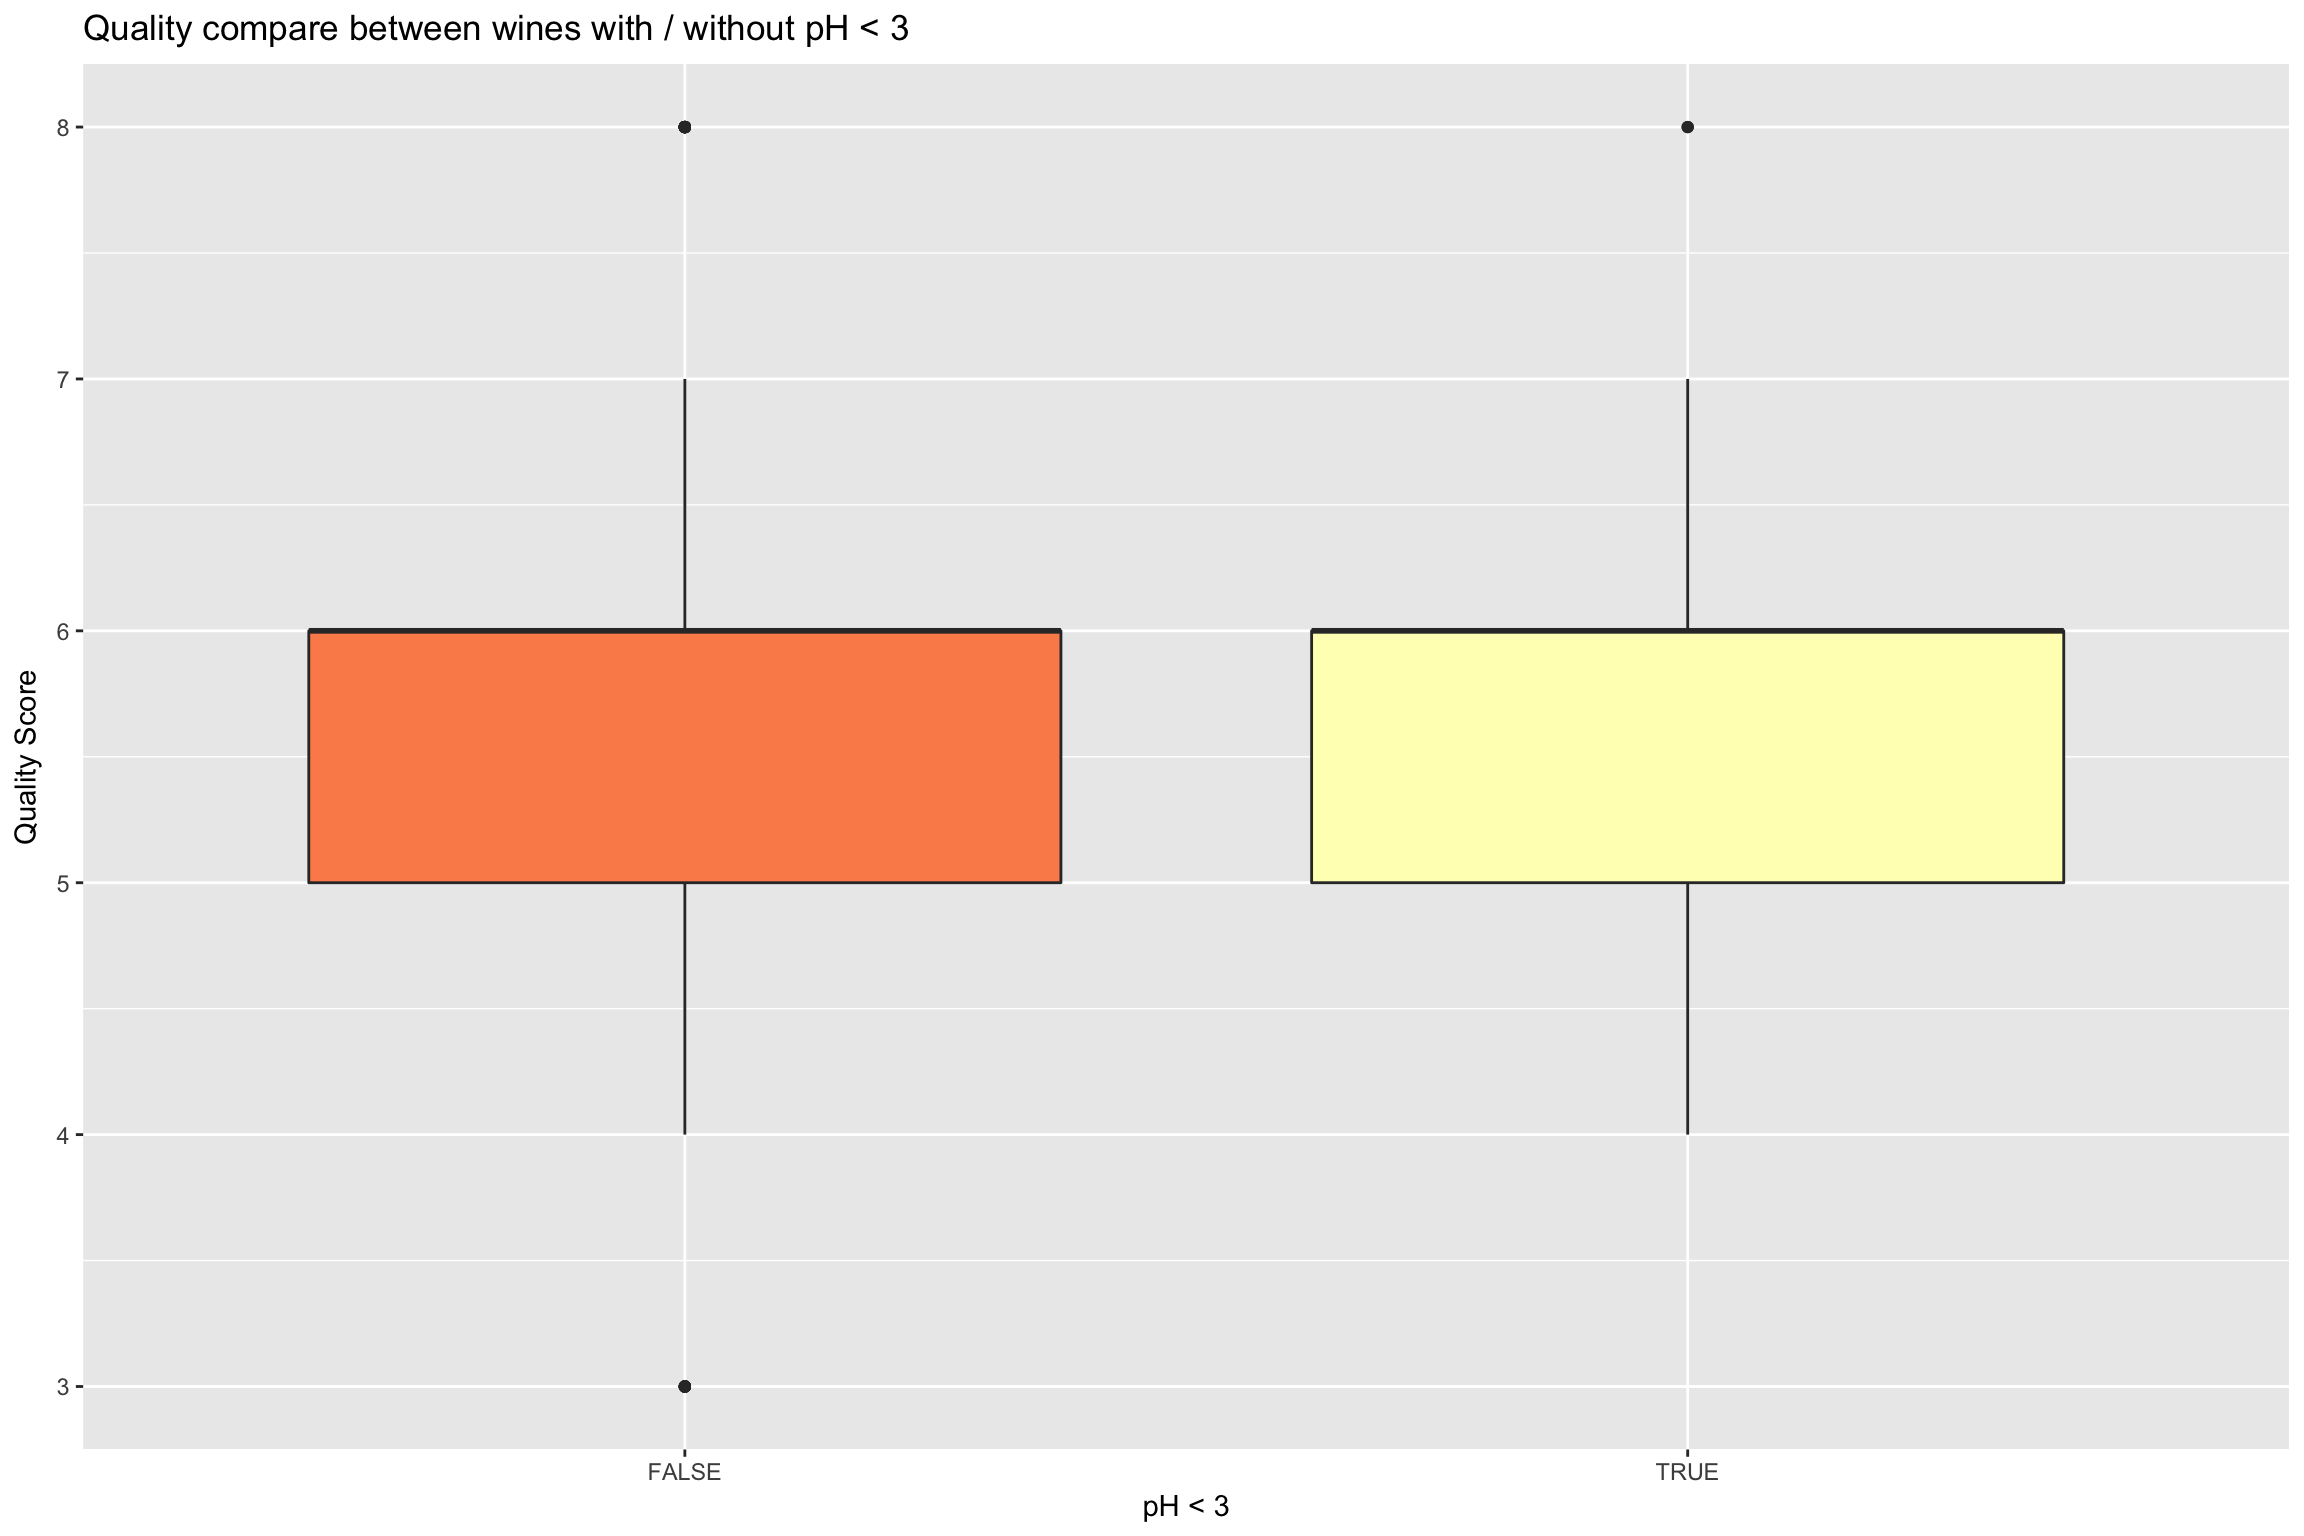 Quality compare between wines with / without pH < 3
8
7
6
5
4
3
Quality Score
FALSE
TRUE
pH < 3